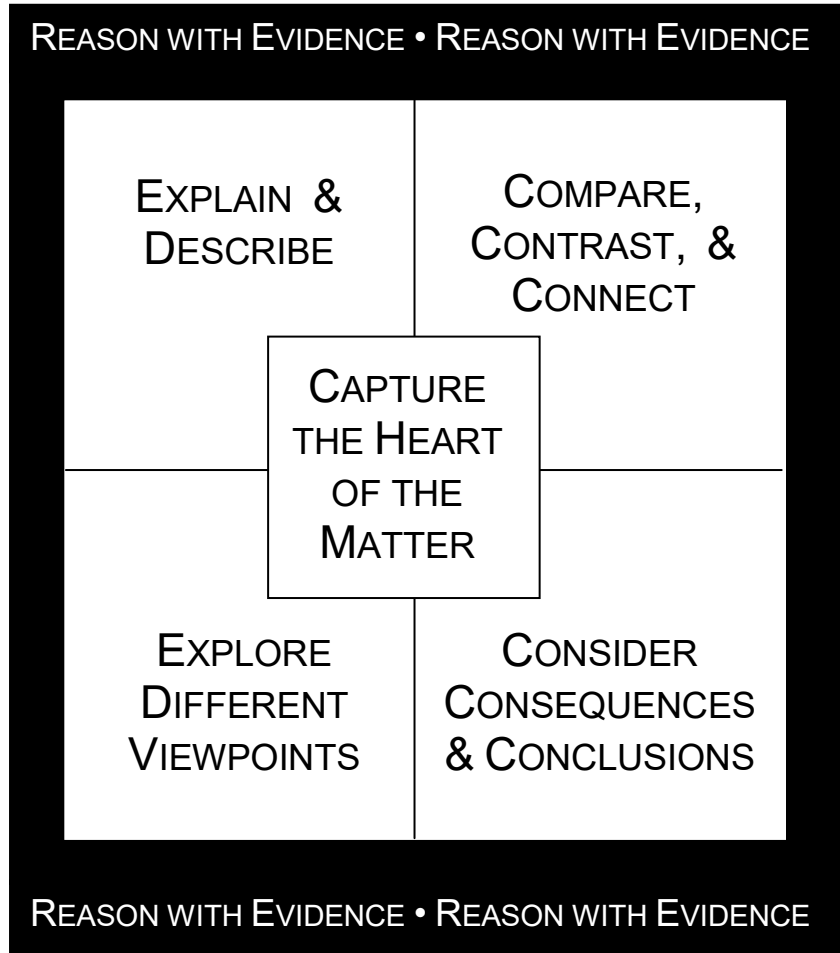 REASON WITH EVIDENCE • REASON WITH EVIDENCE
EXPLAIN &
DESCRIBE
COMPARE,
CONTRAST, &
CONNECT
CAPTURE
THE HEART
OF THE
MATTER
EXPLORE
DIFFERENT
VIEWPOINTS
CONSIDER
CONSEQUENCES
& CONCLUSIONS
REASON WITH EVIDENCE • REASON WITH EVIDENCE